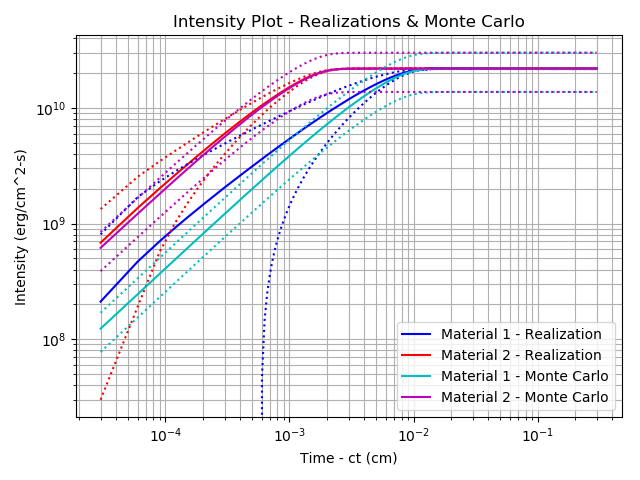 Intensity Plot - Realizations & Monte Carlo
Intensity (erg/cm^2-s)
10^10
10^9
10^8
Material 1 - Realization
Material 2 - Realization
Material 1 - Monte Carlo
Material 2 - Monte Carlo
10^−4
10^−3
10^−2
10^−1
Time - ct (cm)